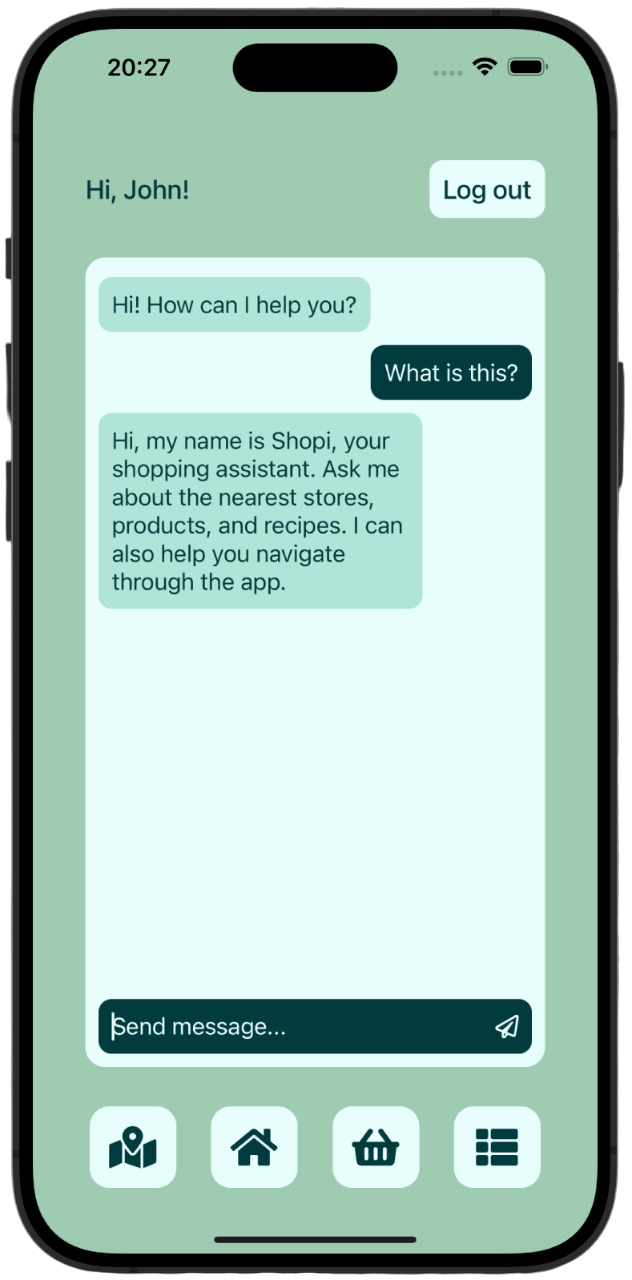 20:27
Hi, John!
Log out
Hi! How can I help you?
What is this?
Hi, my name is Shopi, your
shopping assistant. Ask me
about the nearest stores,
products, and recipes. I can
also help you navigate
through the app.
Send message...